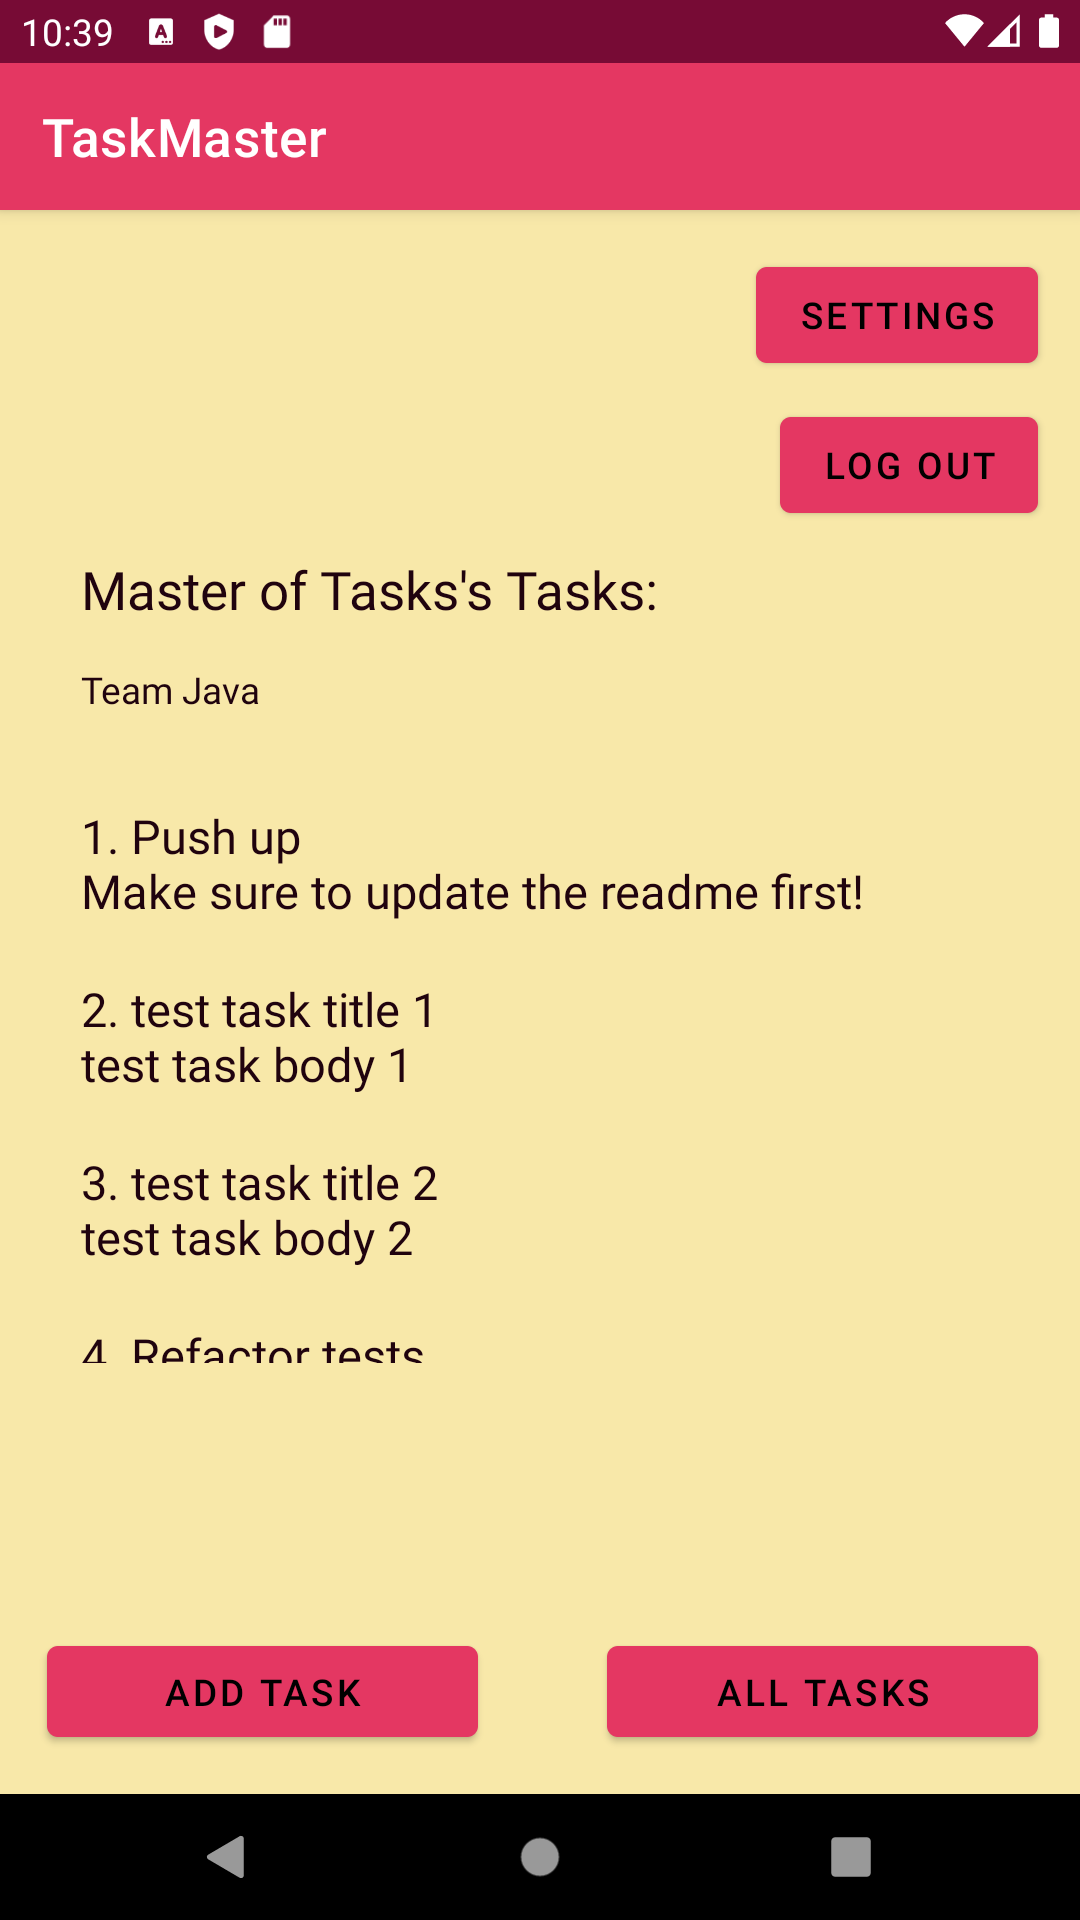 10:39
TaskMaster
SETTINGS
LOG OUT
Master of Tasks's Tasks:
Team Java
1. Push up
Make sure to update the readme first!
2. test task title 1
test task body 1
3. test task title 2
test task body 2
4. Refactor tests
ADD TASK
ALL TASKS